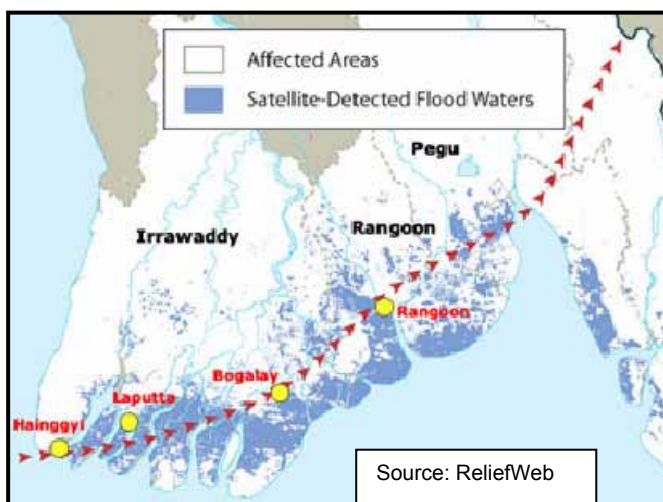 Affected Areas
Satellite-Detected Flood Waters
Pegu
Rangoon
Irrawaddy
Rangoon
Bogalay
Laputta
Hainggyi
Source: ReliefWeb